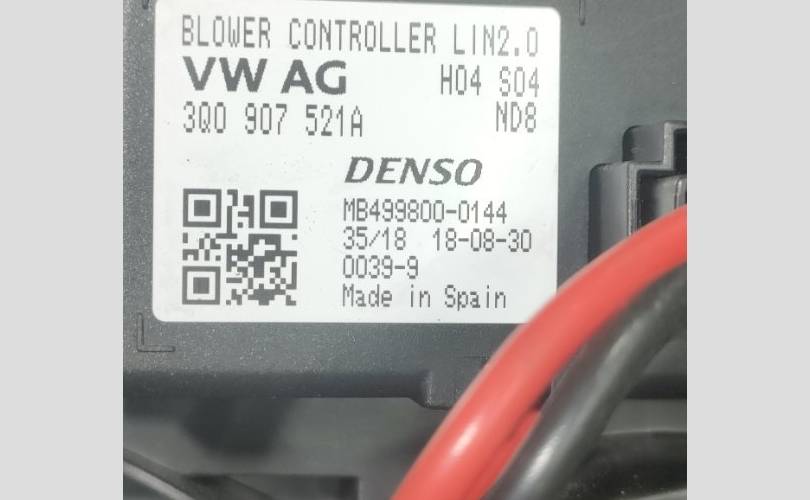 BLOWER CONTROLLER LIN2.0
VW AG H04 S04
3Q0 907 521A ND8
DENSO
MB499800-0144
35/18 18-08-30
0039-9
Made in Spain